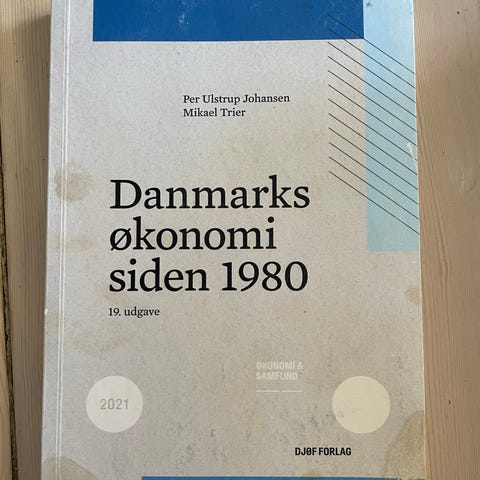 Per Ulstrup Johansen
Mikael Trier
Danmarks
økonomi
siden 1980
19. udgave
ØKONOMI &
SAMFUND
2021
DJØF FORLAG